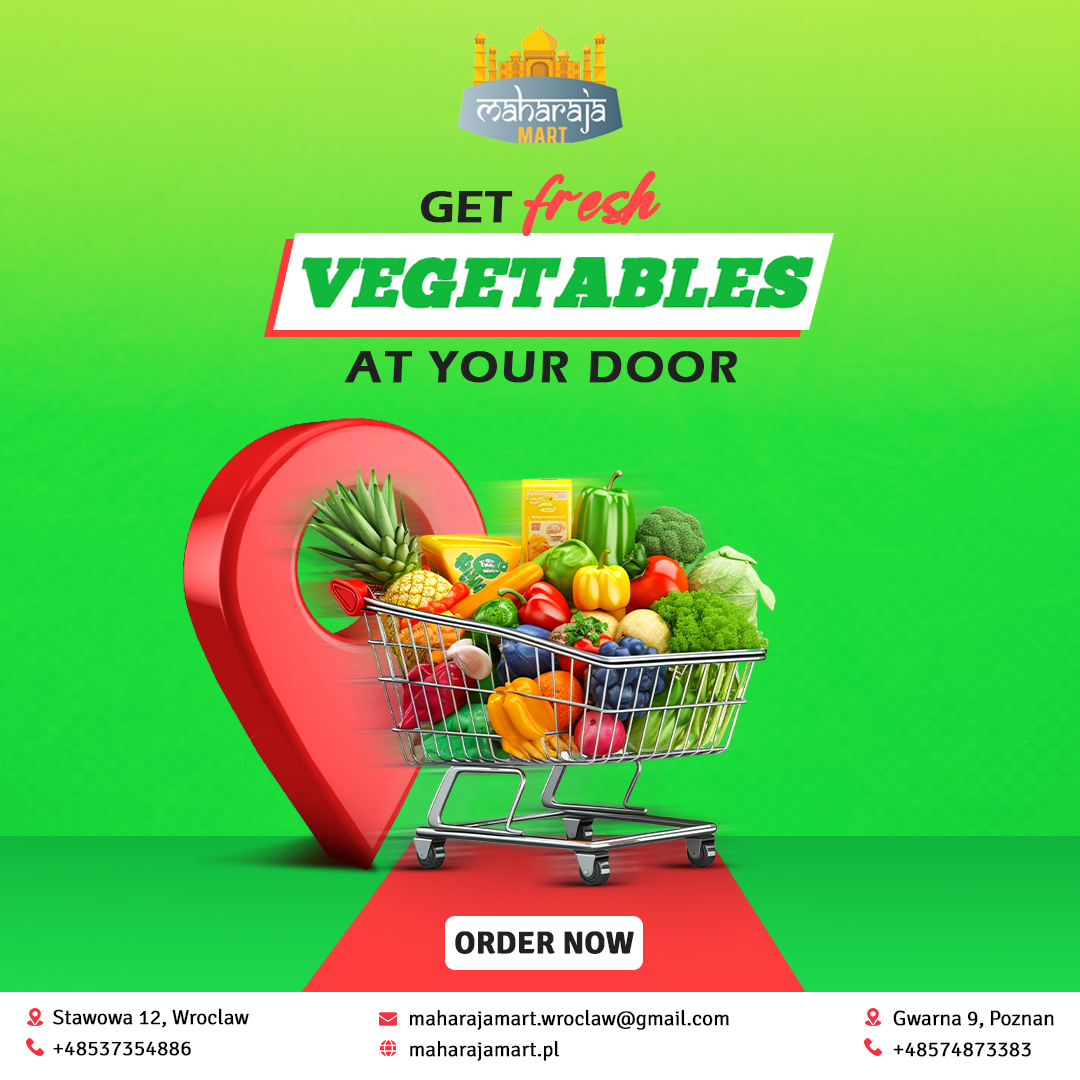 maharaja
MART
GET fresh
VEGETABLES
AT YOUR DOOR
ORDER NOW
Stawowa 12, Wroclaw
+48537354886
maharajamart.wroclaw@gmail.com
maharajamart.pl
Gwarna 9, Poznan
+48574873383